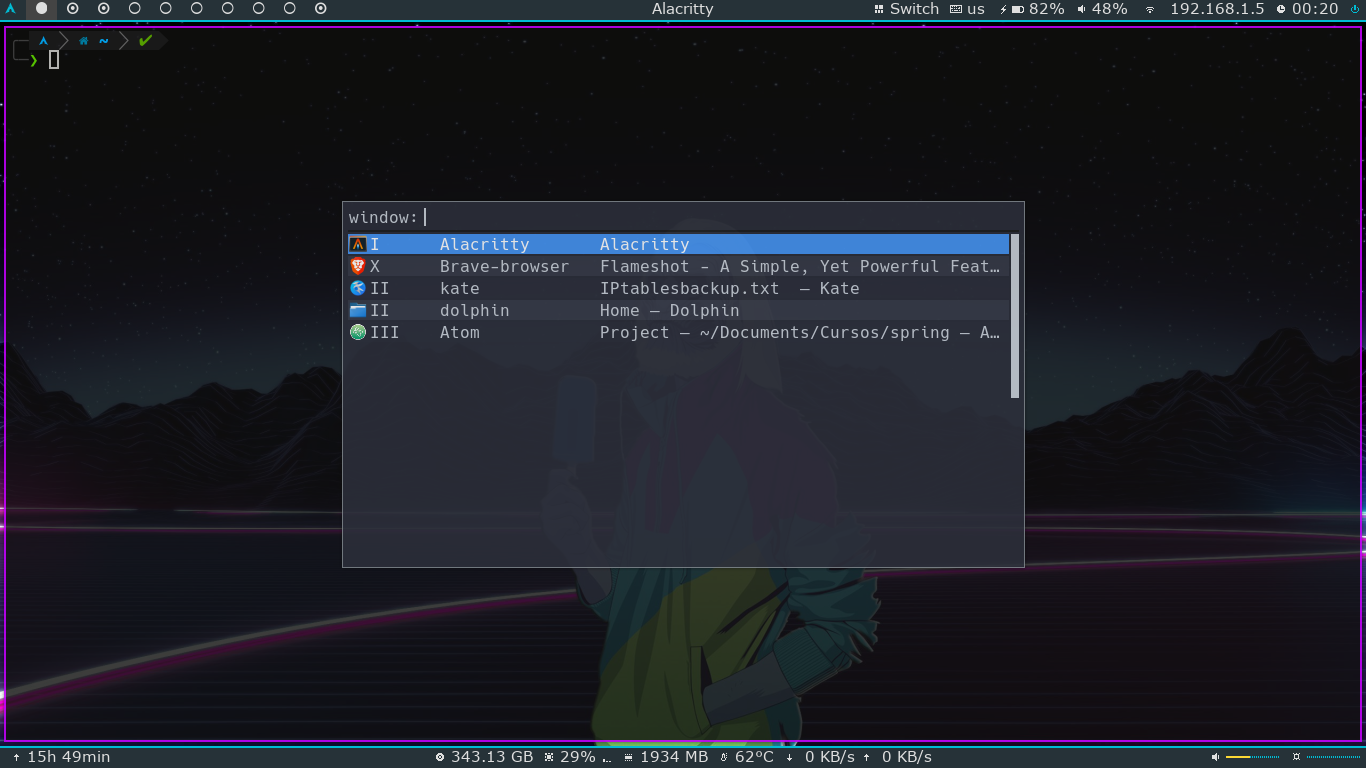 Alacritty
Switch us 82% 48% 192.168.1.5 00:20
~
❯
window:
I Alacritty Alacritty
X Brave-browser Flameshot - A Simple, Yet Powerful Feat…
II kate IPtablesbackup.txt — Kate
II dolphin Home — Dolphin
III Atom Project — ~/Documents/Cursos/spring — A…
15h 49min 343.13 GB 29% … 1934 MB 62°C ↓ 0 KB/s ↑ 0 KB/s